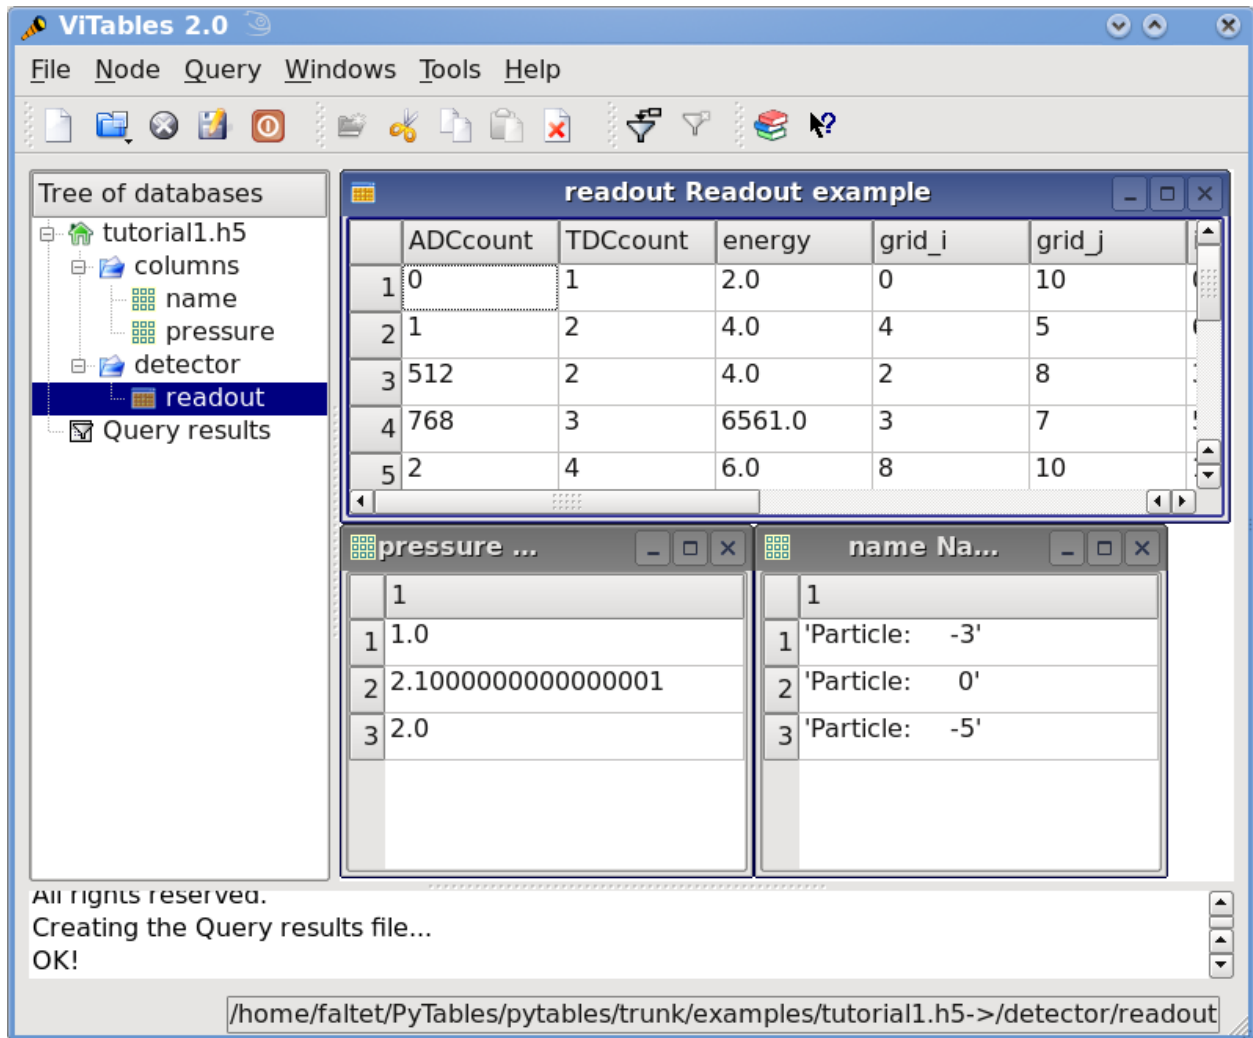 ViTables 2.0
File Node Query Windows Tools Help
Tree of databases
tutorial1.h5
columns
name
pressure
detector
readout
Query results
readout Readout example
ADCcount TDCcount energy grid_i grid_j
1 0 1 2.0 0 10
2 1 2 4.0 4 5
3 512 2 4.0 2 8
4 768 3 6561.0 3 7
5 2 4 6.0 8 10
pressure ...
1
1 1.0
2 2.1000000000000001
3 2.0
name Na...
1
1 'Particle:     -3'
2 'Particle:      0'
3 'Particle:     -5'
All rights reserved.
Creating the Query results file...
OK!
/home/faltet/PyTables/pytables/trunk/examples/tutorial1.h5->/detector/readout